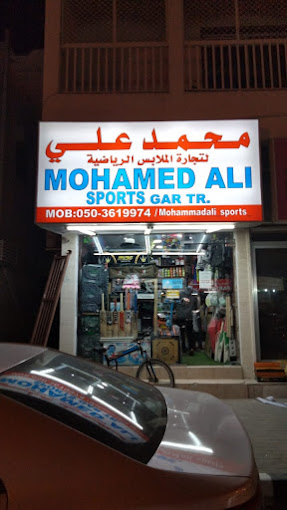 محمد علي
لتجارة الملابس الرياضية
MOHAMED ALI
SPORTS GAR TR.
MOB:050-3619974 /Mohammadali sports